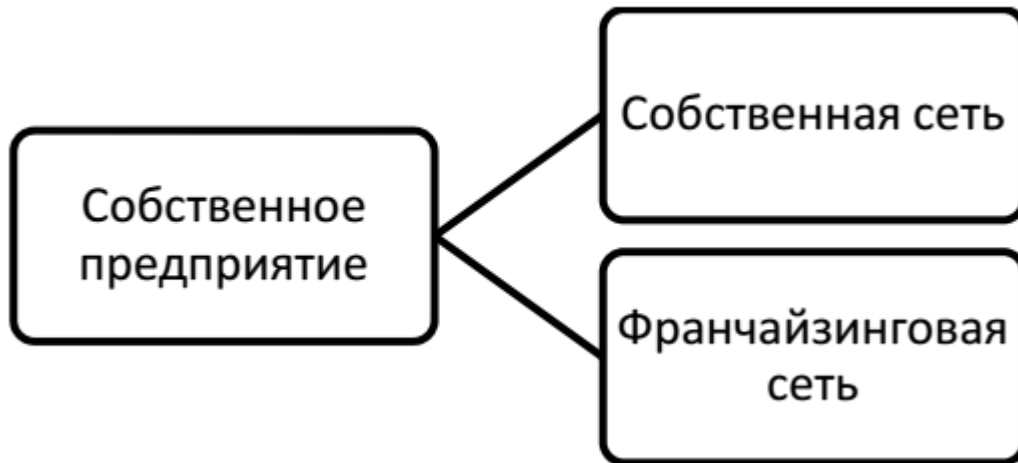 Собственная сеть
Собственное
предприятие
Франчайзинговая
сеть